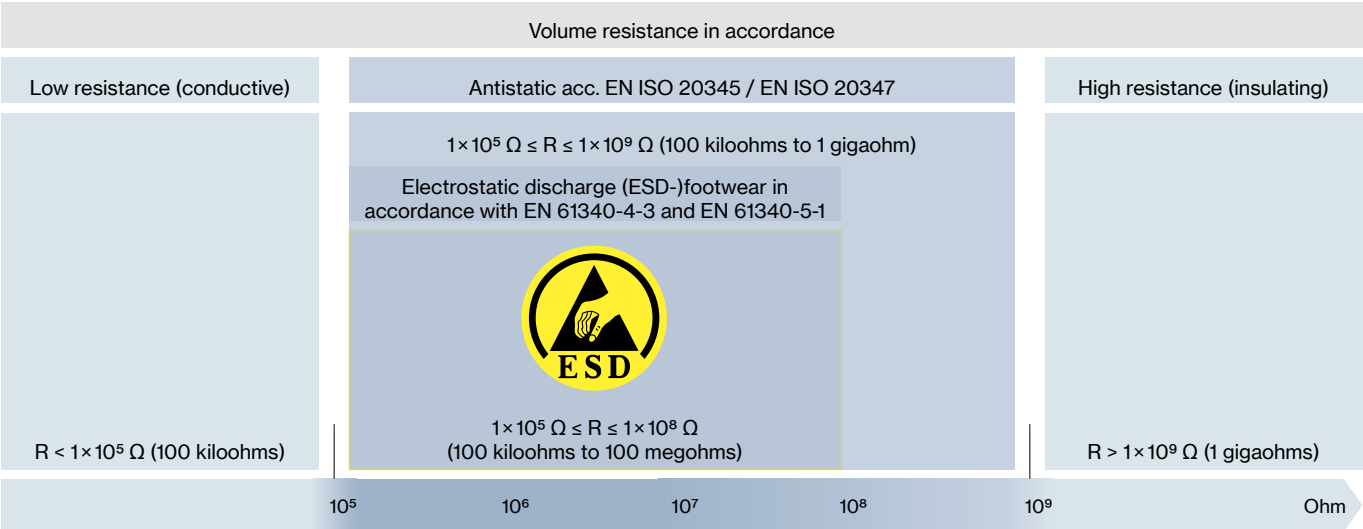 Volume resistance in accordance
Low resistance (conductive)
Antistatic acc. EN ISO 20345 / EN ISO 20347
High resistance (insulating)
1×10⁵ Ω ≤ R ≤ 1×10⁹ Ω (100 kiloohms to 1 gigaohm)
Electrostatic discharge (ESD-)footwear in
accordance with EN 61340-4-3 and EN 61340-5-1
ESD
1×10⁵ Ω ≤ R ≤ 1×10⁸ Ω
(100 kiloohms to 100 megohms)
R < 1×10⁵ Ω (100 kiloohms)
R > 1×10⁹ Ω (1 gigaohms)
10⁵ 10⁶ 10⁷ 10⁸ 10⁹ Ohm